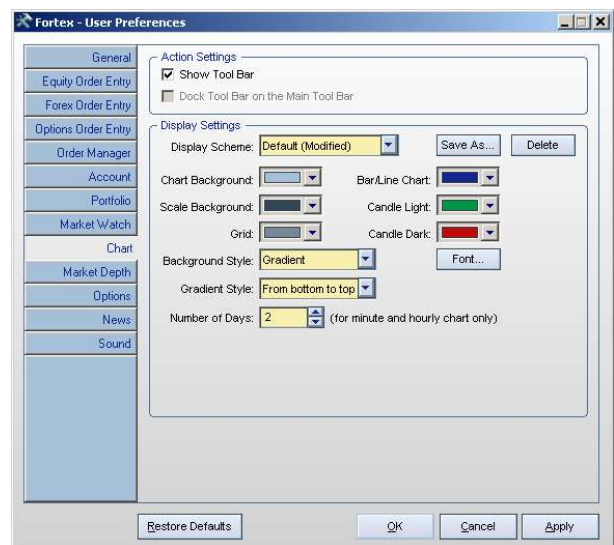 Fortex - User Preferences
General
Equity Order Entry
Forex Order Entry
Options Order Entry
Order Manager
Account
Portfolio
Market Watch
Chart
Market Depth
Options
News
Sound
Action Settings
Show Tool Bar
Dock Tool Bar on the Main Tool Bar
Display Settings
Display Scheme: Default (Modified) Save As... Delete
Chart Background: Bar/Line Chart:
Scale Background: Candle Light:
Grid: Candle Dark:
Background Style: Gradient Font...
Gradient Style: From bottom to top
Number of Days: 2 (for minute and hourly chart only)
Restore Defaults OK Cancel Apply